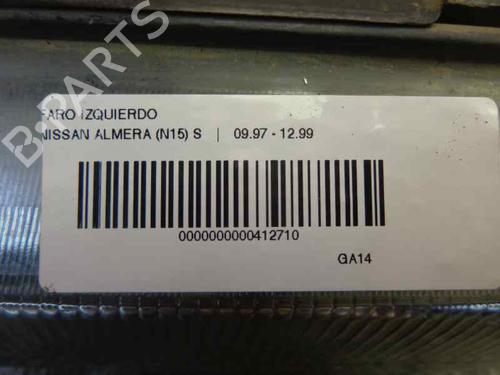 FARO IZQUIERDO
NISSAN ALMERA (N15) S | 09.97 - 12.99
0000000000412710
GA14
B-PARTS